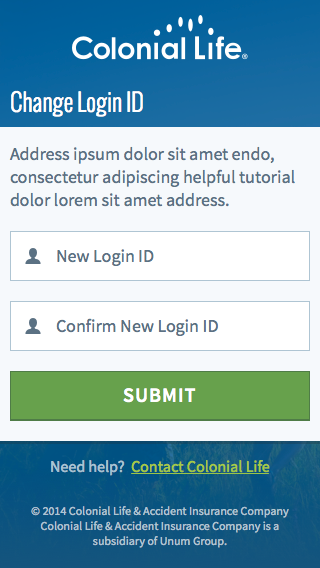 Colonial Life®
Change Login ID
Address ipsum dolor sit amet endo,
consectetur adipiscing helpful tutorial
dolor lorem sit amet address.
New Login ID
Confirm New Login ID
SUBMIT
Need help? Contact Colonial Life
© 2014 Colonial Life & Accident Insurance Company
Colonial Life & Accident Insurance Company is a
subsidiary of Unum Group.